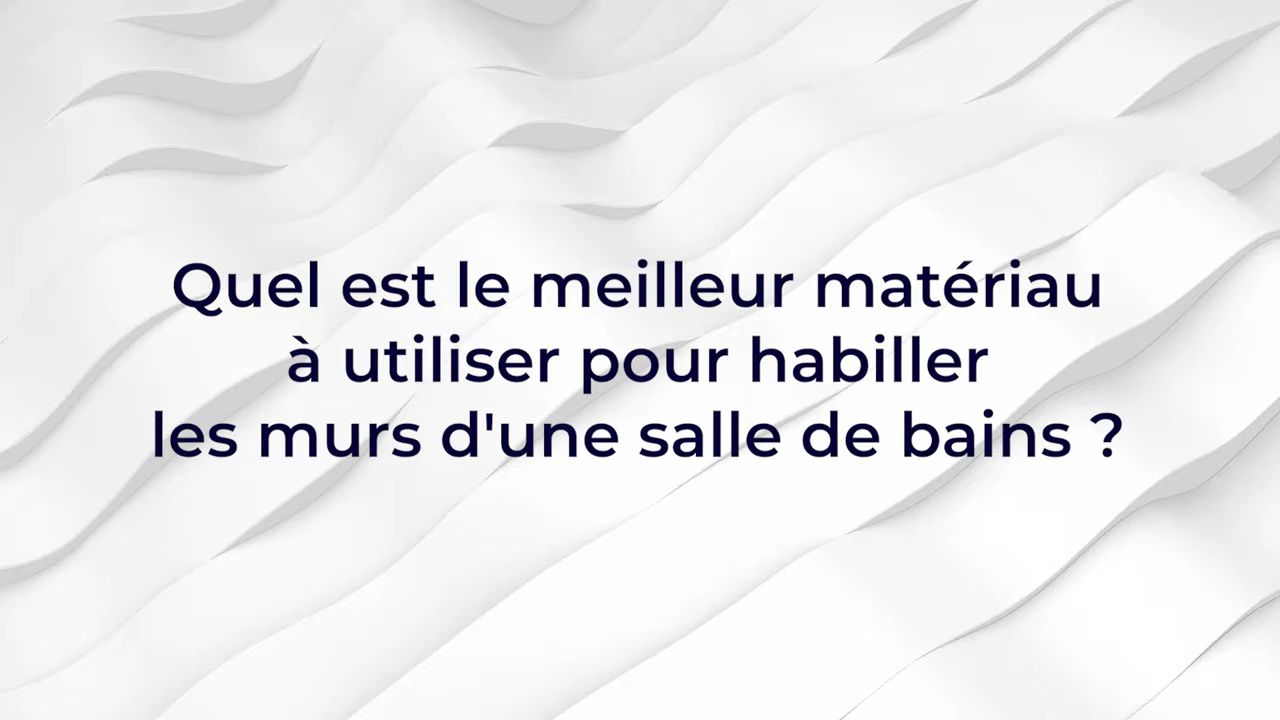 Quel est le meilleur matériau
à utiliser pour habiller
les murs d'une salle de bains ?